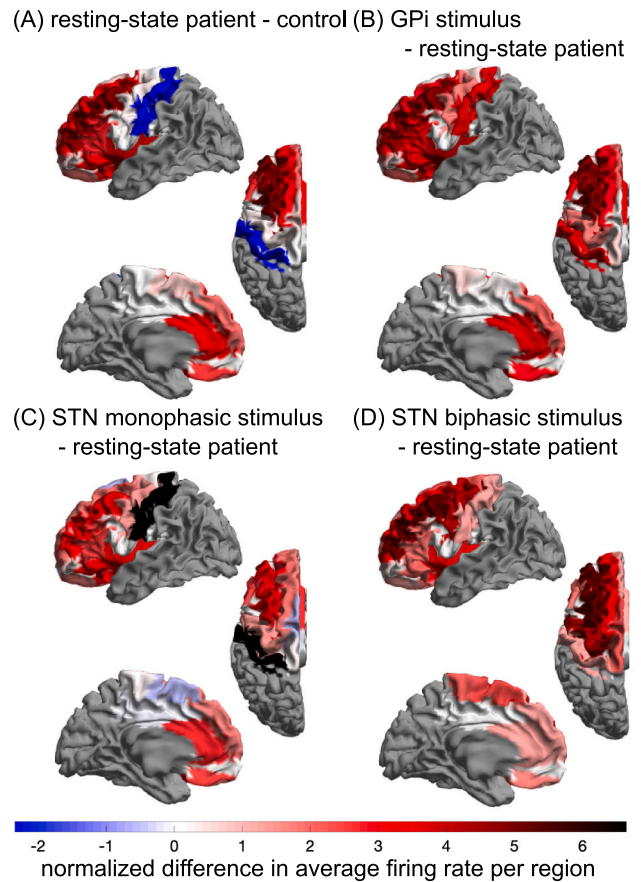 (A) resting-state patient - control
(B) GPi stimulus
- resting-state patient
(C) STN monophasic stimulus
- resting-state patient
(D) STN biphasic stimulus
- resting-state patient
-2 -1 0 1 2 3 4 5 6
normalized difference in average firing rate per region